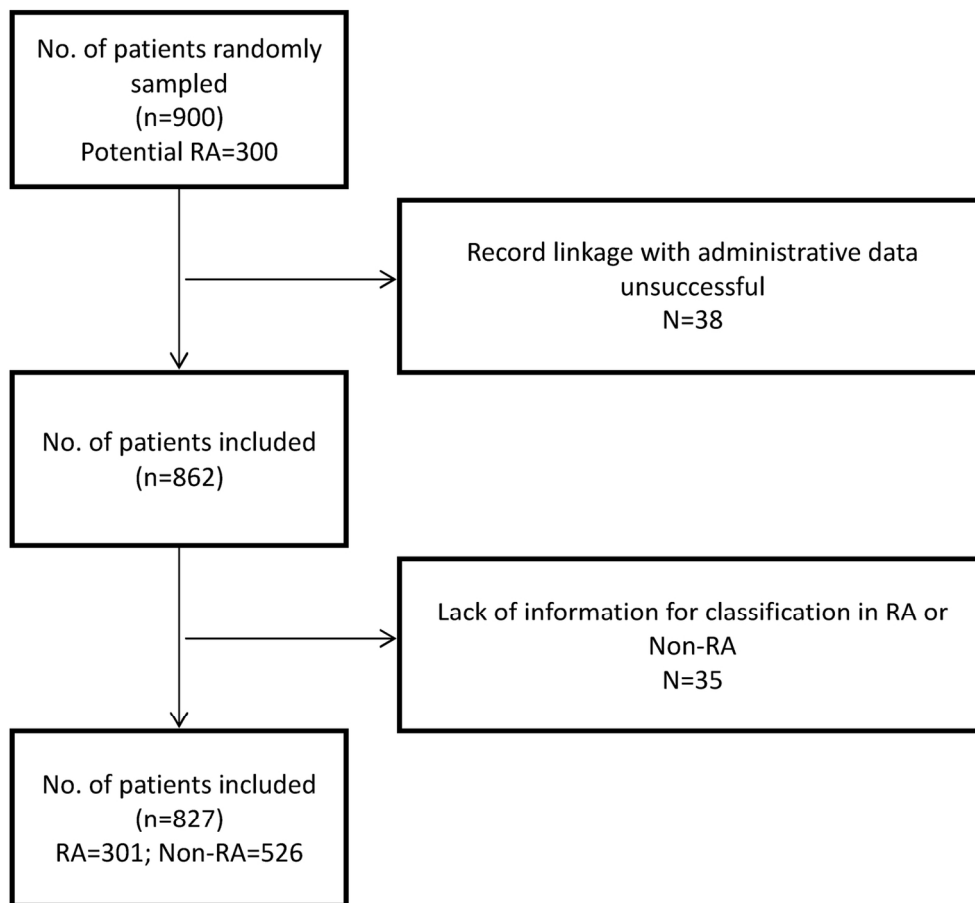 No. of patients randomly
sampled
(n=900)
Potential RA=300
Record linkage with administrative data
unsuccessful
N=38
No. of patients included
(n=862)
Lack of information for classification in RA or
Non-RA
N=35
No. of patients included
(n=827)
RA=301; Non-RA=526